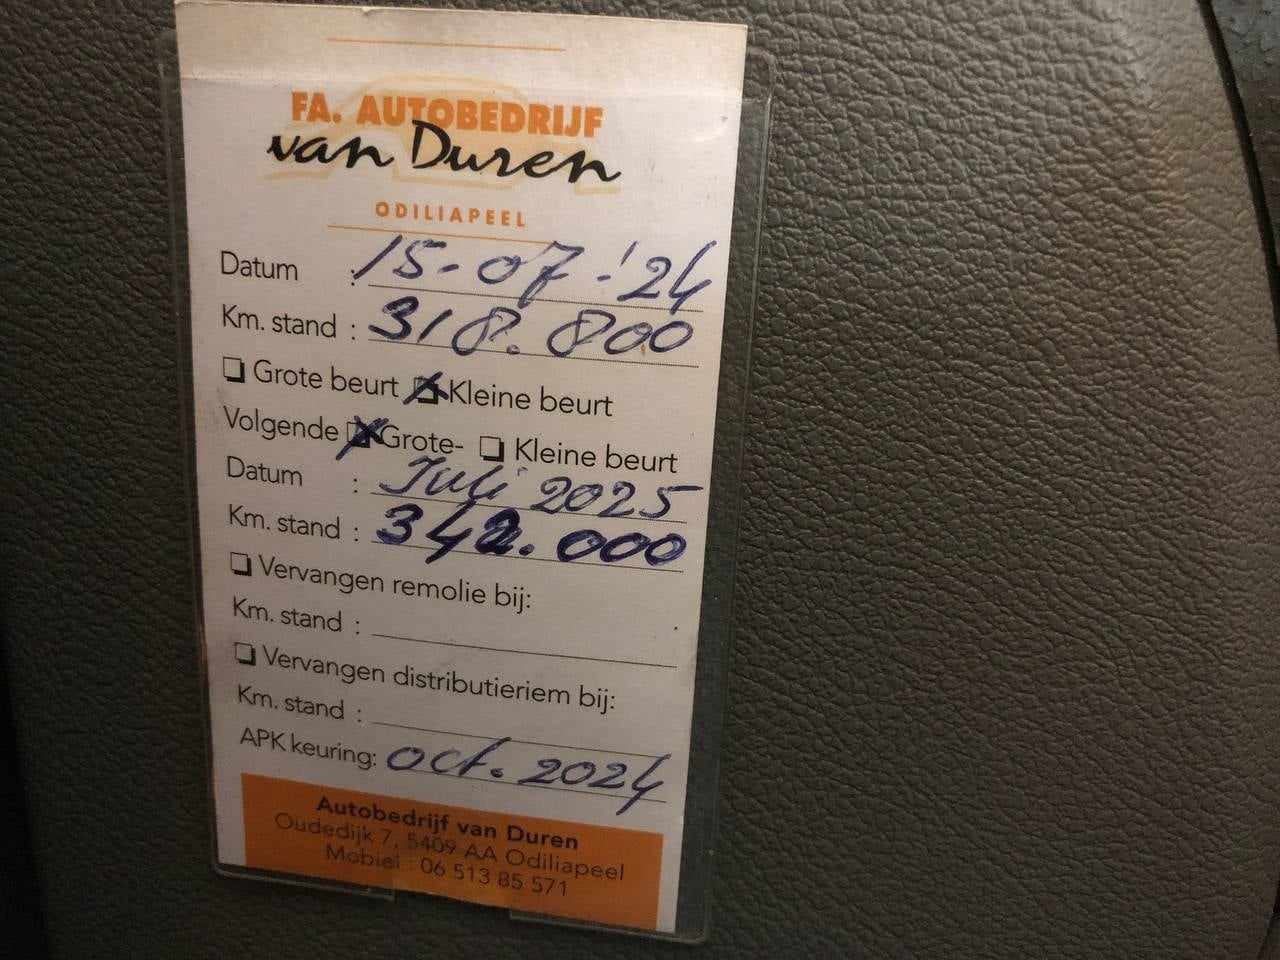 FA. AUTOBEDRIJF
van Duren
ODILIAPEEL
Datum : 15-07-'24
Km. stand : 318.800
Grote beurt Kleine beurt
Volgende Grote- Kleine beurt
Datum : Juli 2025
Km. stand : 342.000
Vervangen remolie bij:
Km. stand :
Vervangen distributieriem bij:
Km. stand :
APK keuring: oct. 2024
Autobedrijf van Duren
Oudedijk 7, 5409 AA Odiliapeel
Mobiel : 06 513 85 571